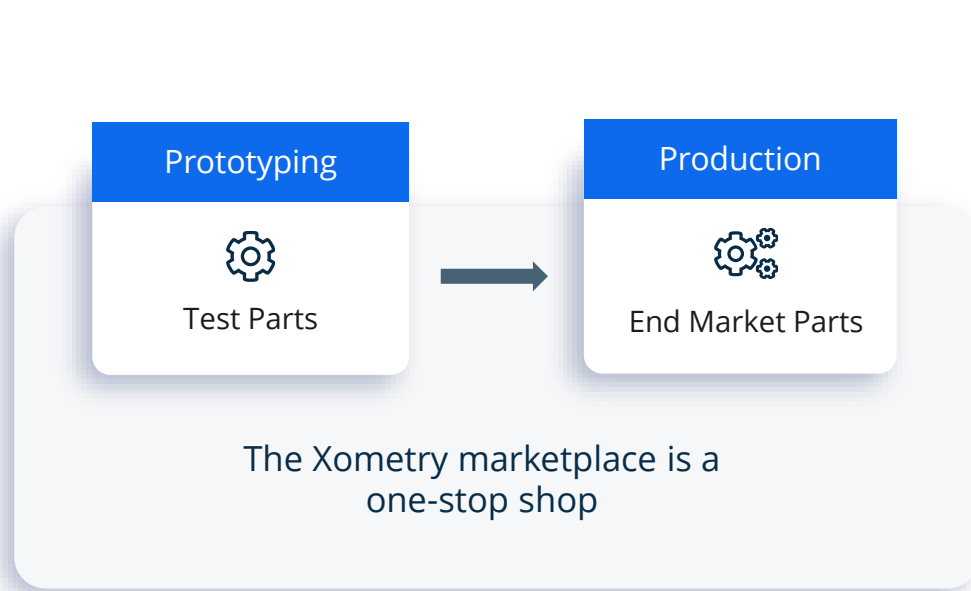 Prototyping
Test Parts
Production
End Market Parts
The Xometry marketplace is a
one-stop shop